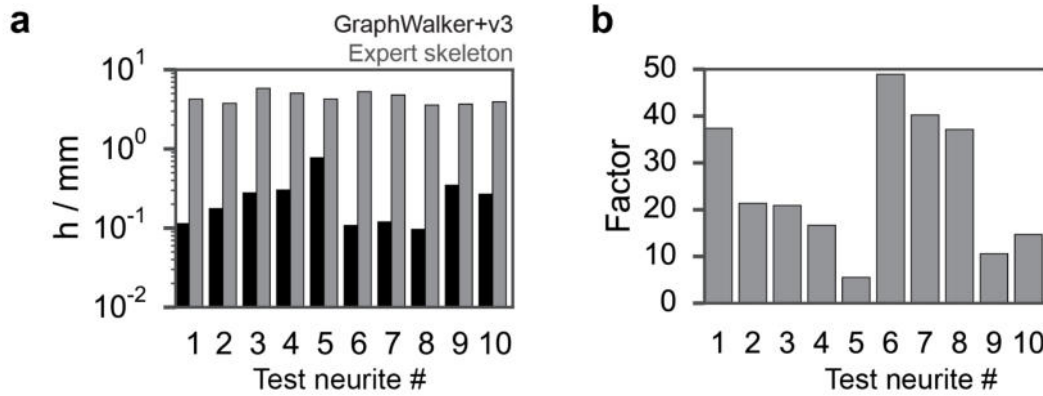 a
GraphWalker+v3
Expert skeleton
10^1
10^0
10^-1
10^-2
h / mm
1 2 3 4 5 6 7 8 9 10
Test neurite #
b
50
40
30
20
10
0
Factor
1 2 3 4 5 6 7 8 9 10
Test neurite #